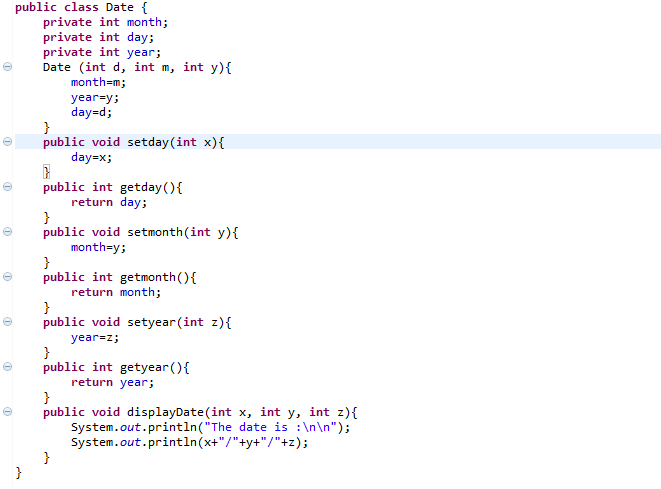 public class Date {
    private int month;
    private int day;
    private int year;
    Date (int d, int m, int y){
        month=m;
        year=y;
        day=d;
    }
    public void setday(int x){
        day=x;
    }
    public int getday(){
        return day;
    }
    public void setmonth(int y){
        month=y;
    }
    public int getmonth(){
        return month;
    }
    public void setyear(int z){
        year=z;
    }
    public int getyear(){
        return year;
    }
    public void displayDate(int x, int y, int z){
        System.out.println("The date is :\n\n");
        System.out.println(x+"/"+y+"/"+z);
    }
}